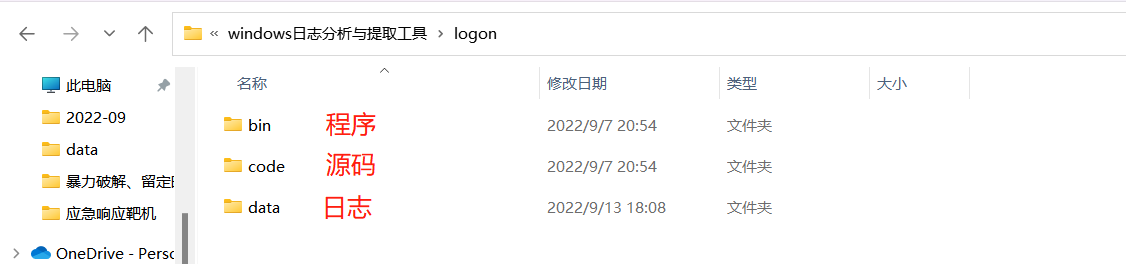 « windows日志分析与提取工具 › logon
此电脑
2022-09
data
暴力破解、留定
应急响应靶机
OneDrive - Perso
名称 修改日期 类型 大小
bin 程序 2022/9/7 20:54 文件夹
code 源码 2022/9/7 20:54 文件夹
data 日志 2022/9/13 18:08 文件夹